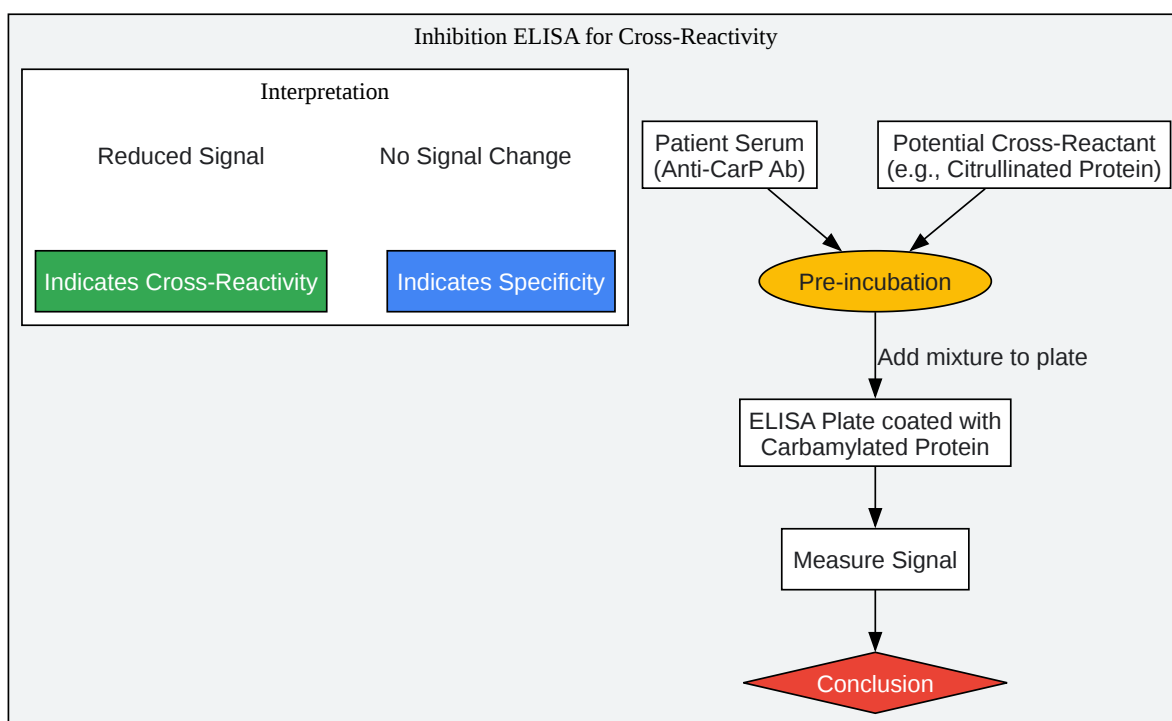 Inhibition ELISA for Cross-Reactivity
Interpretation
Reduced Signal
No Signal Change
Indicates Cross-Reactivity
Indicates Specificity
Patient Serum
(Anti-CarP Ab)
Potential Cross-Reactant
(e.g., Citrullinated Protein)
Pre-incubation
Add mixture to plate
ELISA Plate coated with
Carbamylated Protein
Measure Signal
Conclusion